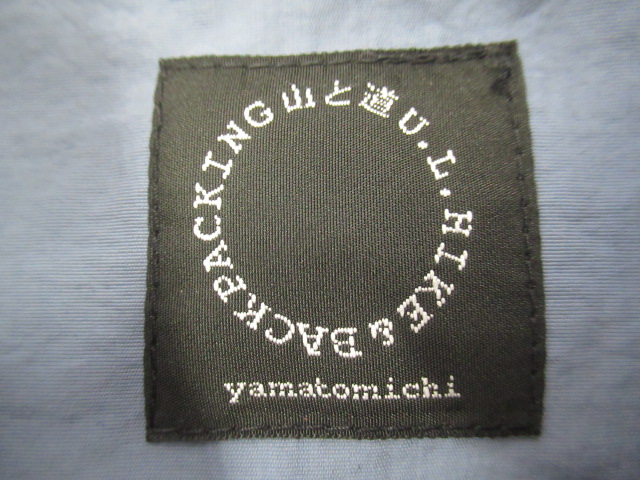 山と道 U.L. HIKE & BACKPACKING
yamatomichi